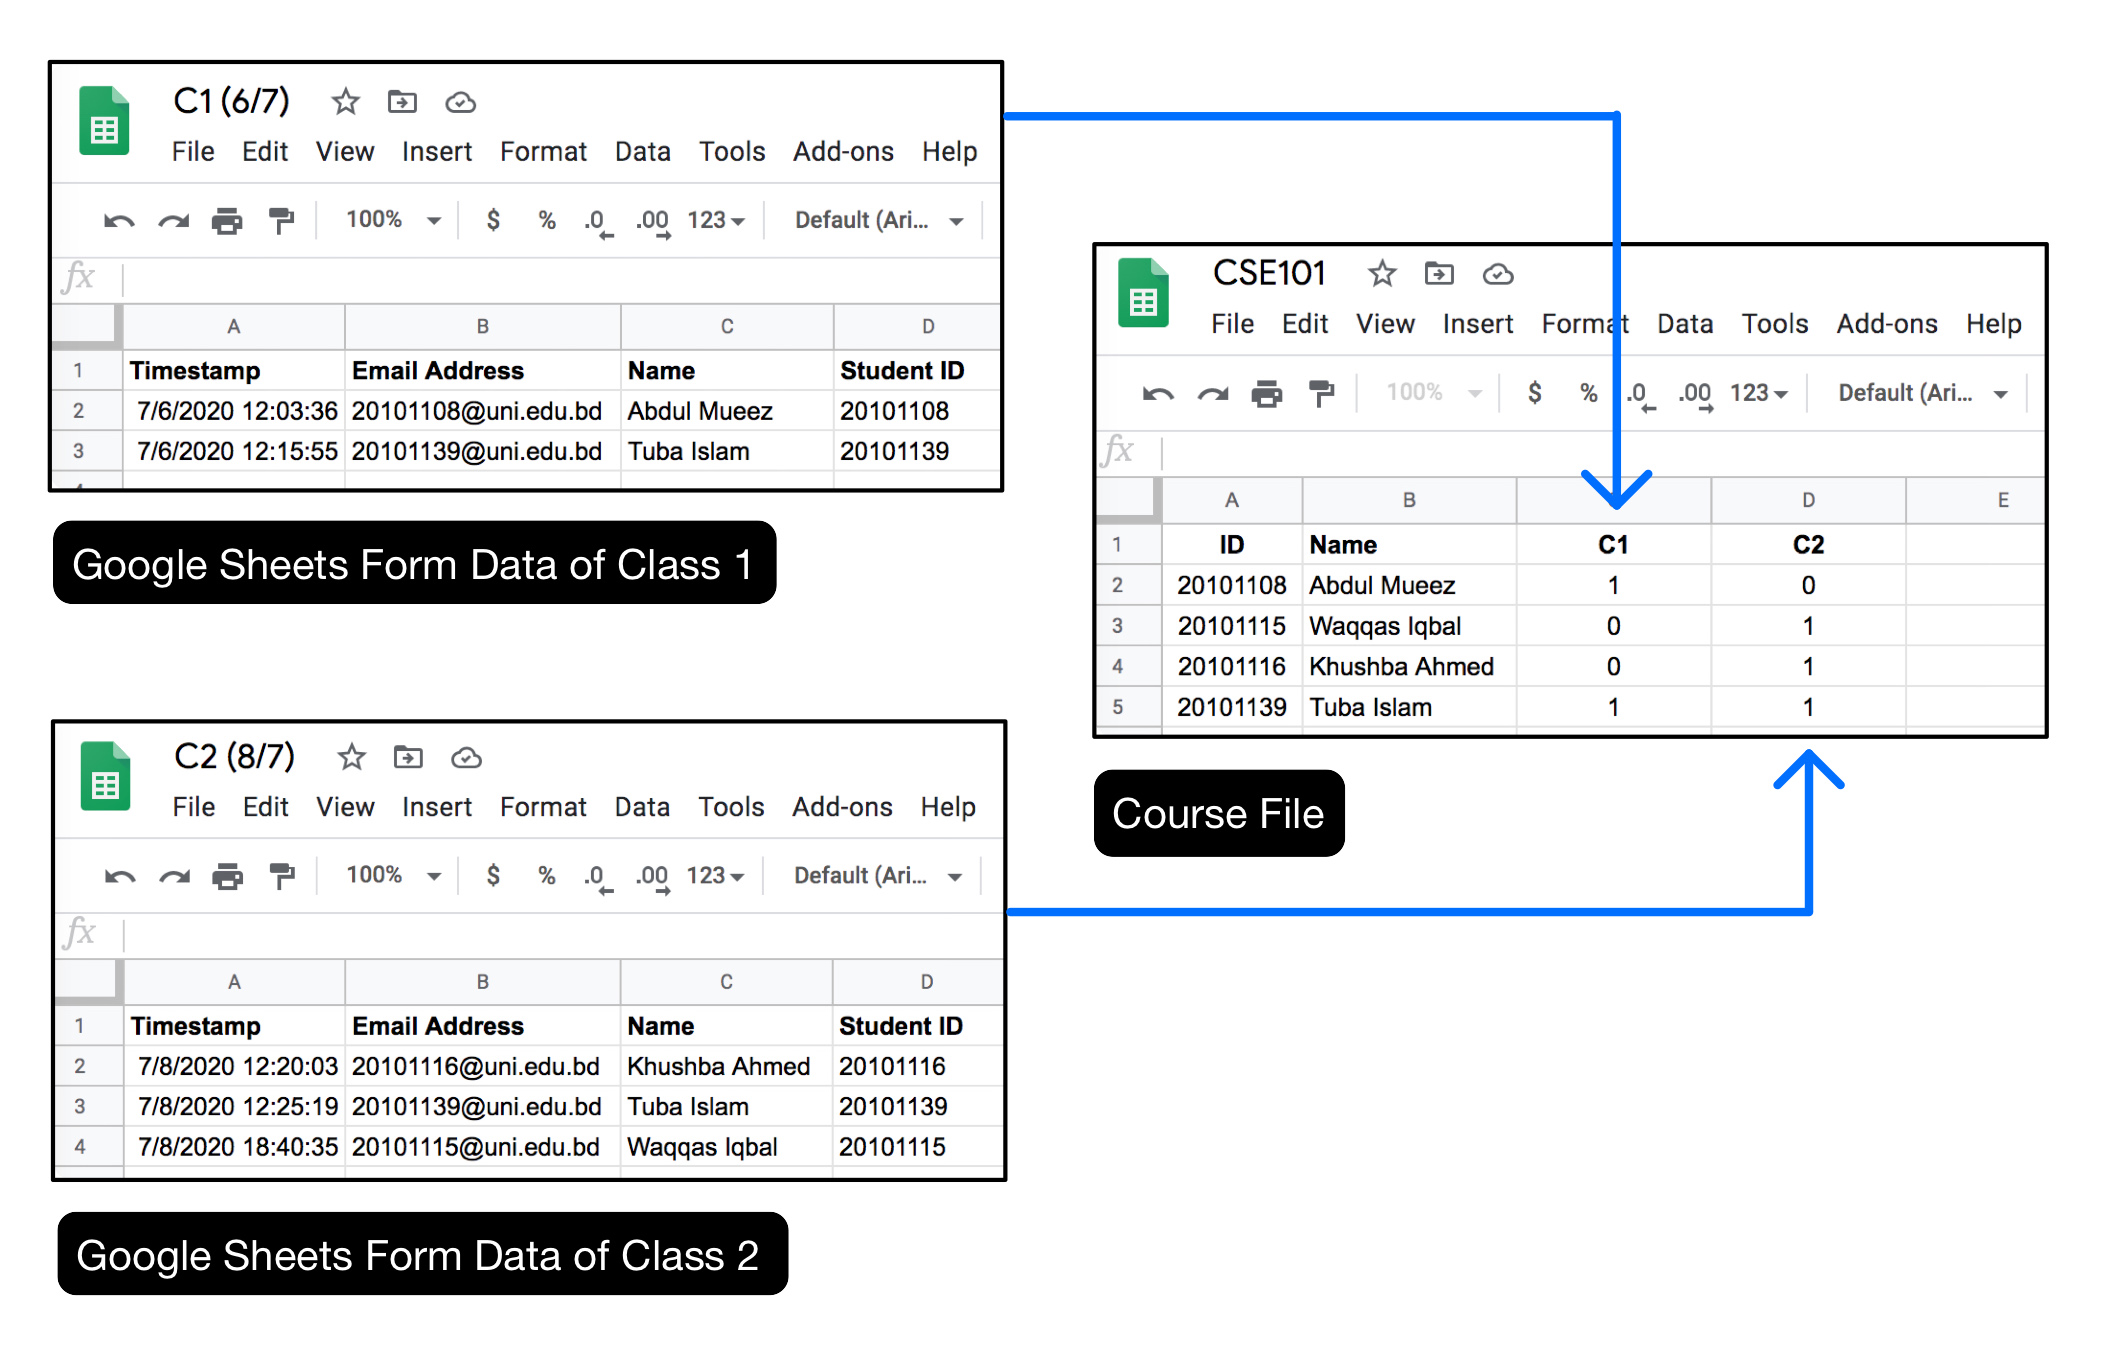 C1 (6/7)
File Edit View Insert Format Data Tools Add-ons Help
100% $ % .0 .00 123 Default (Ari...
fx
A B C D
1 Timestamp Email Address Name Student ID
2 7/6/2020 12:03:36 20101108@uni.edu.bd Abdul Mueez 20101108
3 7/6/2020 12:15:55 20101139@uni.edu.bd Tuba Islam 20101139
Google Sheets Form Data of Class 1
C2 (8/7)
File Edit View Insert Format Data Tools Add-ons Help
100% $ % .0 .00 123 Default (Ari...
fx
A B C D
1 Timestamp Email Address Name Student ID
2 7/8/2020 12:20:03 20101116@uni.edu.bd Khushba Ahmed 20101116
3 7/8/2020 12:25:19 20101139@uni.edu.bd Tuba Islam 20101139
4 7/8/2020 18:40:35 20101115@uni.edu.bd Waqqas Iqbal 20101115
Google Sheets Form Data of Class 2
CSE101
File Edit View Insert Format Data Tools Add-ons Help
100% $ % .0 .00 123 Default (Ari...
fx
A B D E
1 ID Name C1 C2
2 20101108 Abdul Mueez 1 0
3 20101115 Waqqas Iqbal 0 1
4 20101116 Khushba Ahmed 0 1
5 20101139 Tuba Islam 1 1
Course File